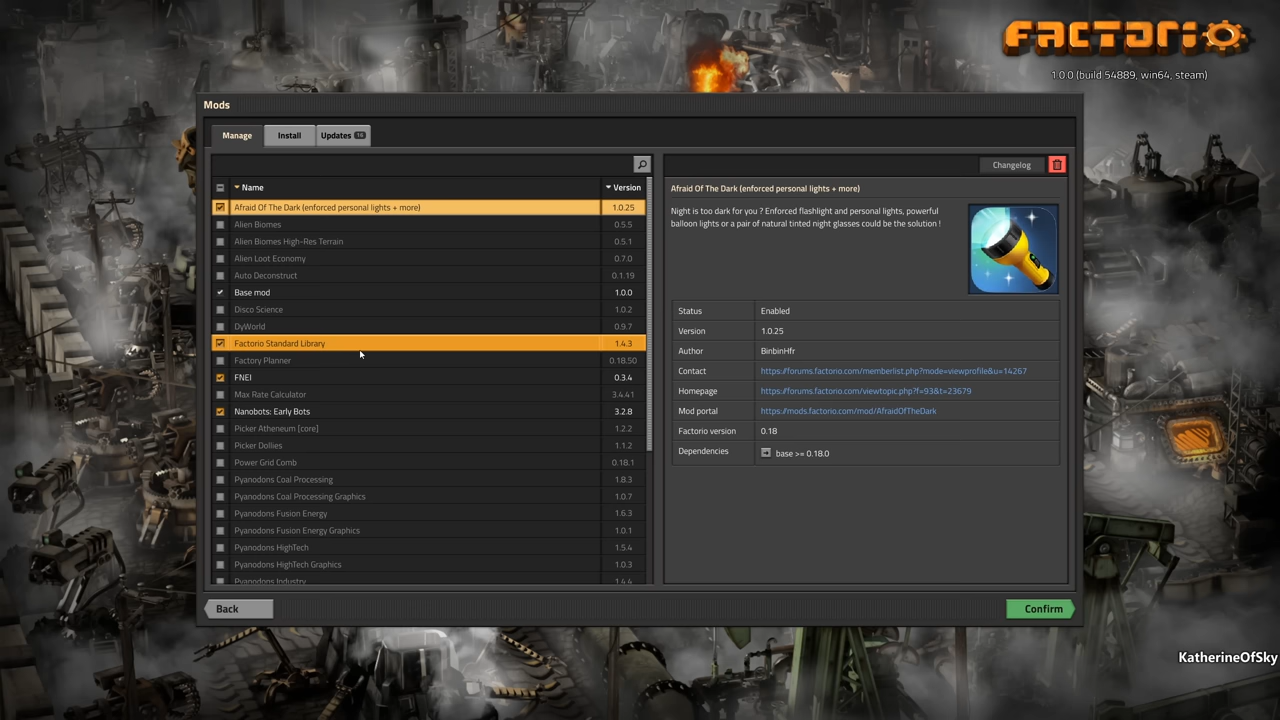 FACTORIO
1.0.0 (build 54889, win64, steam)
Mods
Manage
Install
Updates 16
Changelog
Name
Version
Afraid Of The Dark (enforced personal lights + more) 1.0.25
Alien Biomes 0.5.5
Alien Biomes High-Res Terrain 0.5.1
Alien Loot Economy 0.7.0
Auto Deconstruct 0.1.19
Base mod 1.0.0
Disco Science 1.0.2
DyWorld 0.9.7
Factorio Standard Library 1.4.3
Factory Planner 0.18.50
FNEI 0.3.4
Max Rate Calculator 3.4.41
Nanobots: Early Bots 3.2.8
Picker Atheneum [core] 1.2.2
Picker Dollies 1.1.2
Power Grid Comb 0.18.1
Pyanodons Coal Processing 1.8.3
Pyanodons Coal Processing Graphics 1.0.7
Pyanodons Fusion Energy 1.6.3
Pyanodons Fusion Energy Graphics 1.0.1
Pyanodons HighTech 1.5.4
Pyanodons HighTech Graphics 1.0.3
Pyanodons Industry 1.4.4
Afraid Of The Dark (enforced personal lights + more)
Night is too dark for you ? Enforced flashlight and personal lights, powerful
balloon lights or a pair of natural tinted night glasses could be the solution !
Status Enabled
Version 1.0.25
Author BinbinHfr
Contact https://forums.factorio.com/memberlist.php?mode=viewprofile&u=14267
Homepage https://forums.factorio.com/viewtopic.php?f=93&t=23679
Mod portal https://mods.factorio.com/mod/AfraidOfTheDark
Factorio version 0.18
Dependencies base >= 0.18.0
Back
Confirm
KatherineOfSky